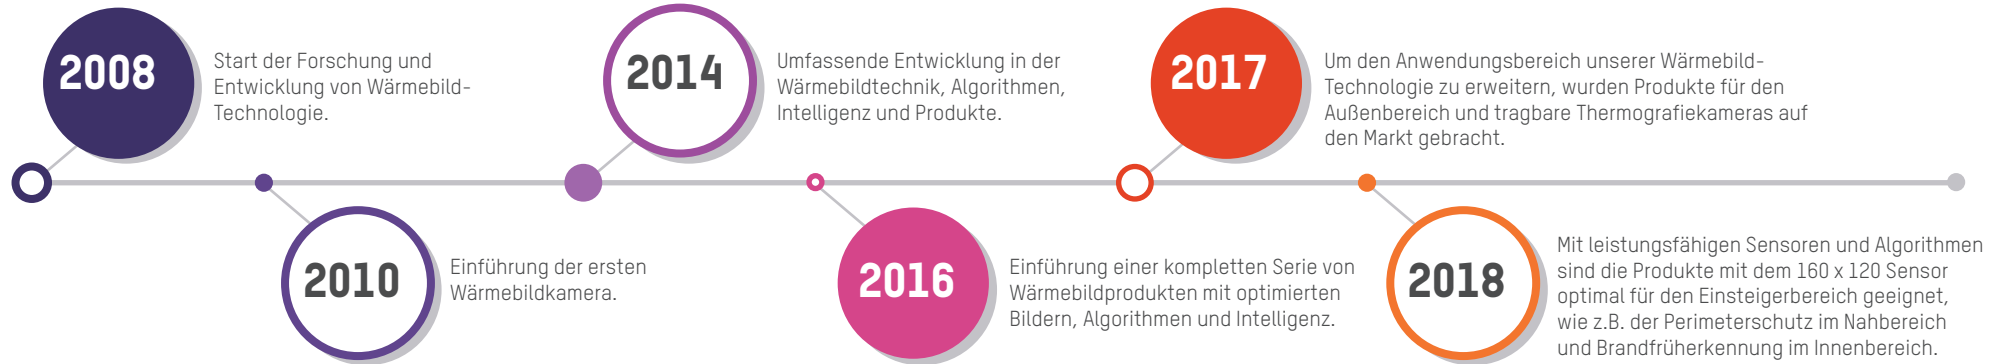 2008
Start der Forschung und
Entwicklung von Wärmebild-
Technologie.
2010
Einführung der ersten
Wärmebildkamera.
2014
Umfassende Entwicklung in der
Wärmebildtechnik, Algorithmen,
Intelligenz und Produkte.
2016
Einführung einer kompletten Serie von
Wärmebildprodukten mit optimierten
Bildern, Algorithmen und Intelligenz.
2017
Um den Anwendungsbereich unserer Wärmebild-
Technologie zu erweitern, wurden Produkte für den
Außenbereich und tragbare Thermografiekameras auf
den Markt gebracht.
2018
Mit leistungsfähigen Sensoren und Algorithmen
sind die Produkte mit dem 160 x 120 Sensor
optimal für den Einsteigerbereich geeignet,
wie z.B. der Perimeterschutz im Nahbereich
und Brandfrüherkennung im Innenbereich.